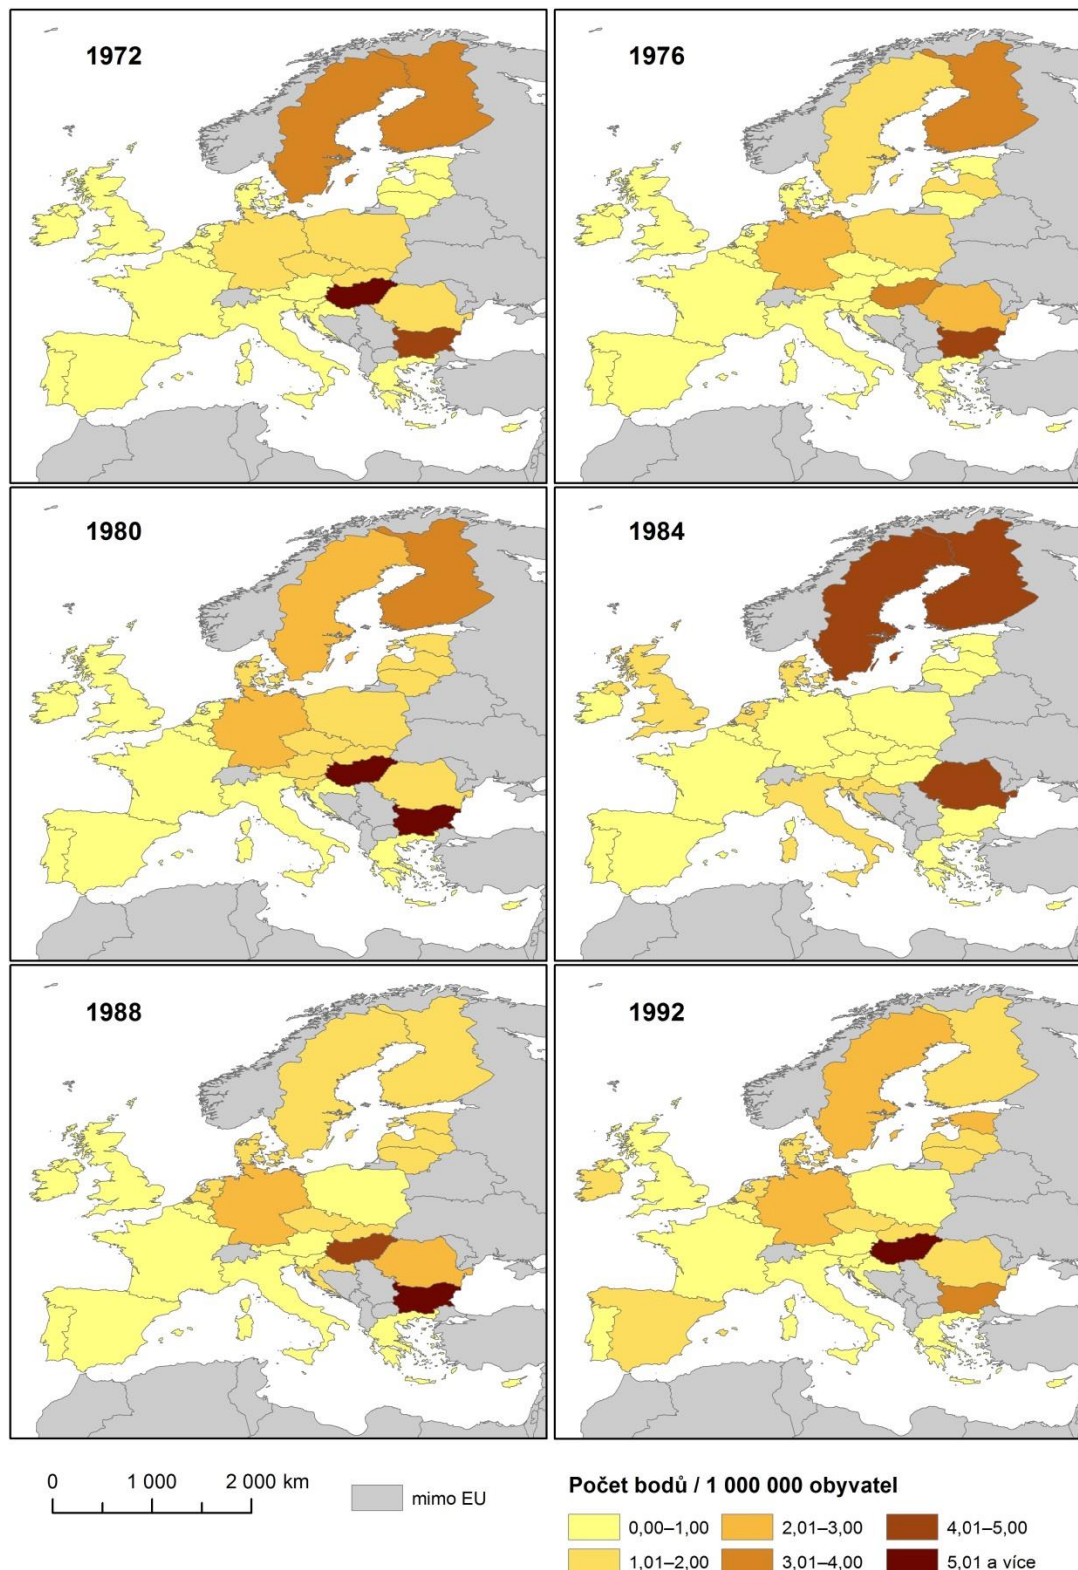 1972
1976
1980
1984
1988
1992
0 1 000 2 000 km
mimo EU
Počet bodů / 1 000 000 obyvatel
0,00–1,00 2,01–3,00 4,01–5,00
1,01–2,00 3,01–4,00 5,01 a více